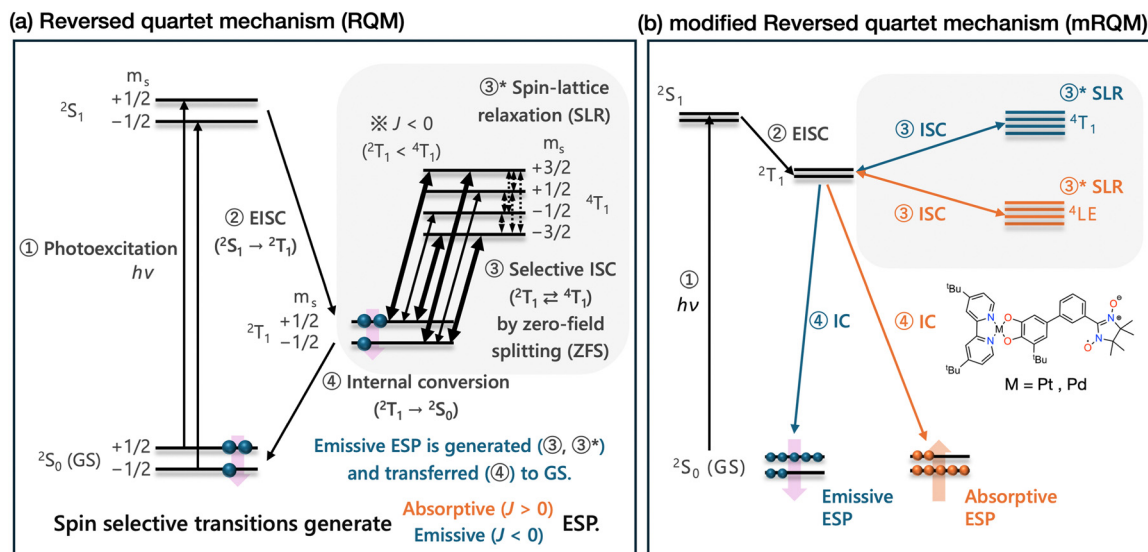 (a) Reversed quartet mechanism (RQM)
mₛ
²S₁
+1/2
−1/2
① Photoexcitation
hν
② EISC
(²S₁ → ²T₁)
※ J < 0
(²T₁ < ⁴T₁)
③* Spin-lattice
relaxation (SLR)
mₛ
+3/2
+1/2
−1/2
−3/2
⁴T₁
③ Selective ISC
(²T₁ ⇄ ⁴T₁)
by zero-field
splitting (ZFS)
mₛ
²T₁
+1/2
−1/2
④ Internal conversion
(²T₁ → ²S₀)
²S₀ (GS)
+1/2
−1/2
Emissive ESP is generated (③, ③*)
and transferred (④) to GS.
Spin selective transitions generate
Absorptive (J > 0)
Emissive (J < 0)
ESP.
(b) modified Reversed quartet mechanism (mRQM)
²S₁
② EISC
²T₁
③ ISC
③* SLR
⁴T₁
③ ISC
③* SLR
⁴LE
①
hν
④ IC
④ IC
ᵗBu
ᵗBu
N
N
M
O
O
ᵗBu
O⊖
N⊕
N
O•
M = Pt , Pd
²S₀ (GS)
Emissive
ESP
Absorptive
ESP